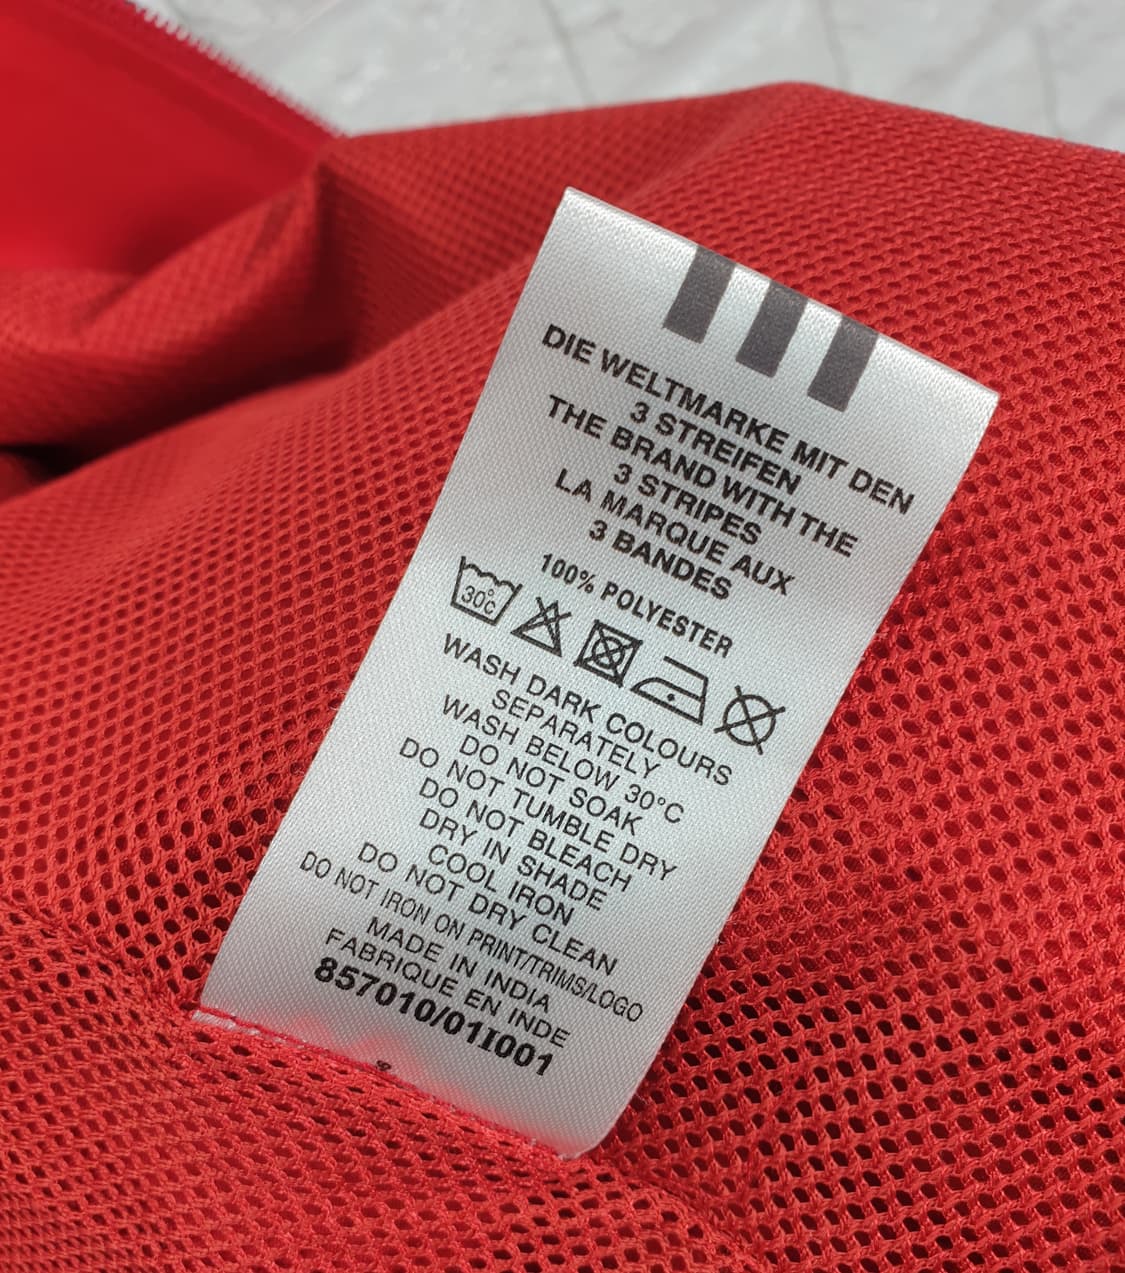 DIE WELTMARKE MIT DEN
3 STREIFEN
THE BRAND WITH THE
3 STRIPES
LA MARQUE AUX
3 BANDES
100% POLYESTER
30°C
WASH DARK COLOURS
SEPARATELY
WASH BELOW 30°C
DO NOT SOAK
DO NOT TUMBLE DRY
DO NOT BLEACH
DRY IN SHADE
COOL IRON
DO NOT DRY CLEAN
DO NOT IRON ON PRINT/TRIMS/LOGO
MADE IN INDIA
FABRIQUE EN INDE
857010/01I001